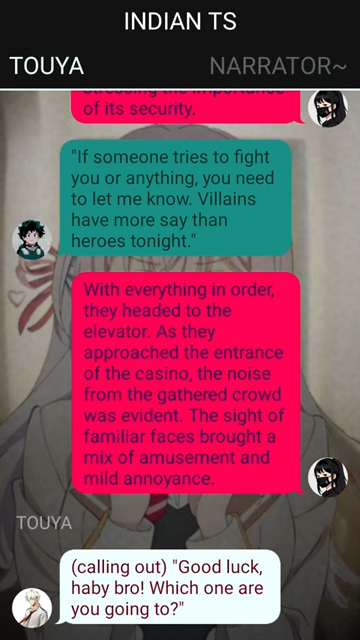 INDIAN TS
TOUYA NARRATOR~
stressing the importance
of its security.
"If someone tries to fight
you or anything, you need
to let me know. Villains
have more say than
heroes tonight."
With everything in order,
they headed to the
elevator. As they
approached the entrance
of the casino, the noise
from the gathered crowd
was evident. The sight of
familiar faces brought a
mix of amusement and
mild annoyance.
TOUYA
(calling out) "Good luck,
haby bro! Which one are
you going to?"